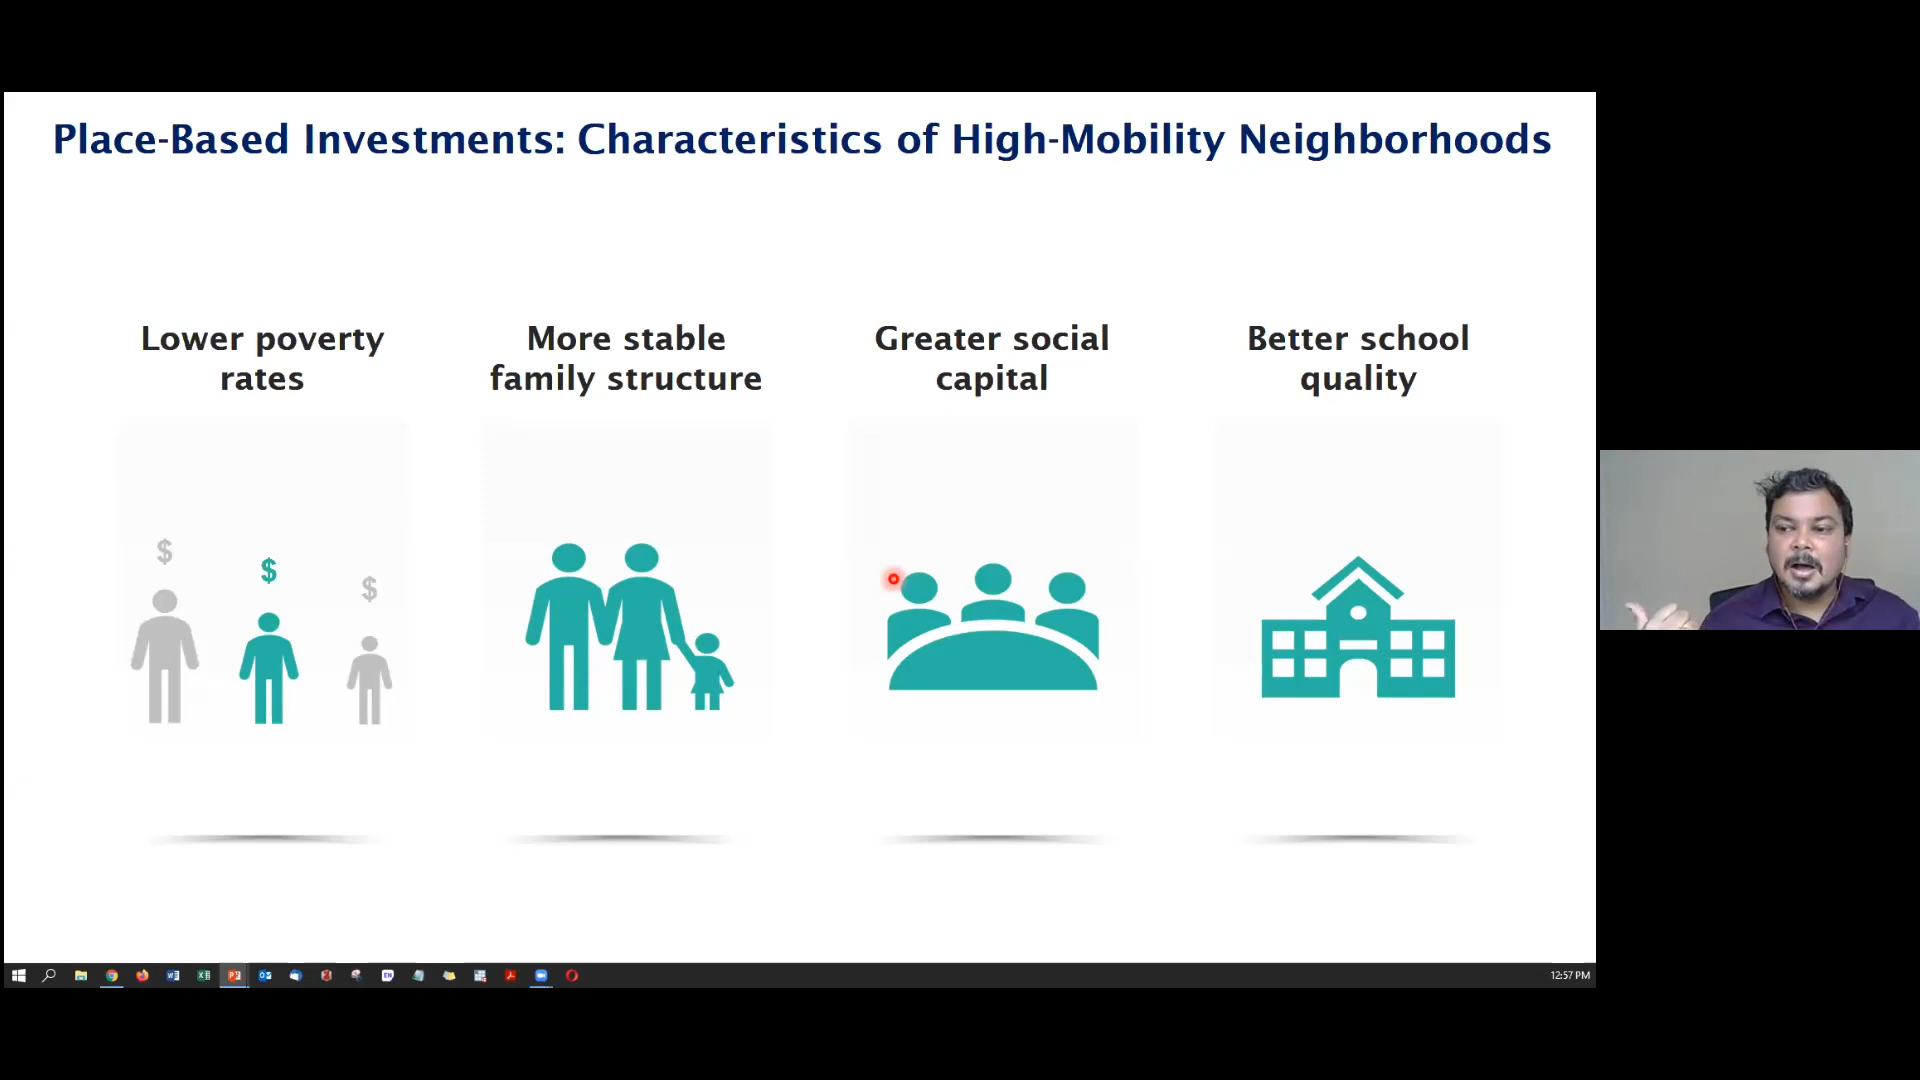 Place-Based Investments: Characteristics of High-Mobility Neighborhoods
Lower poverty
rates
More stable
family structure
Greater social
capital
Better school
quality
$
$
$
12:57 PM